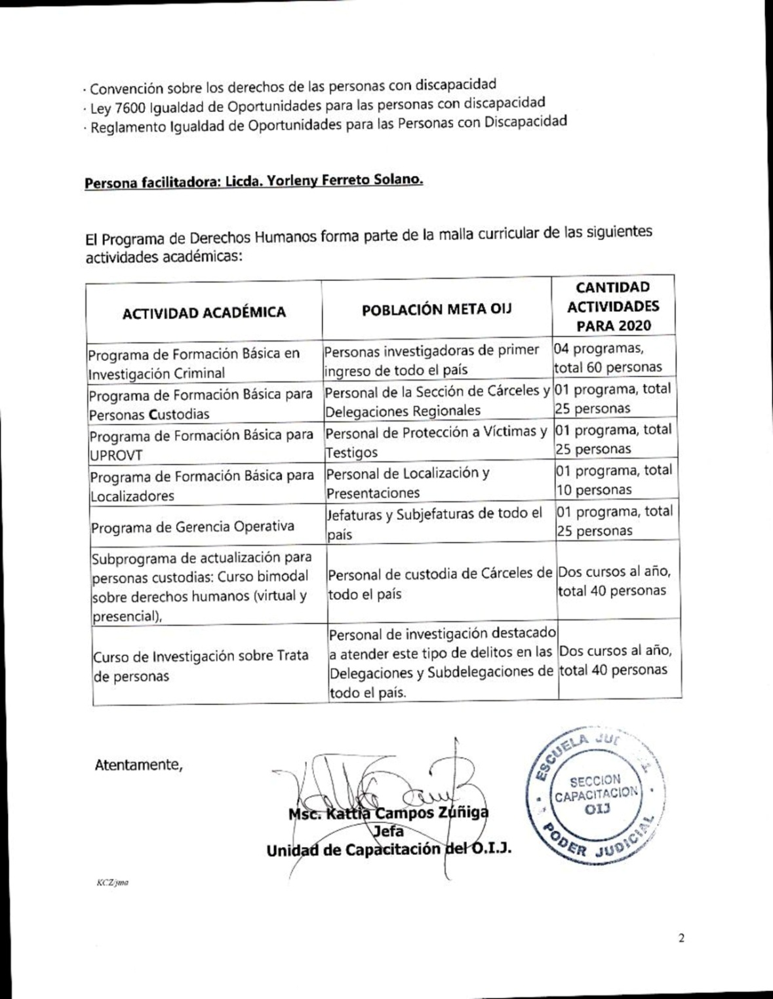 · Convención sobre los derechos de las personas con discapacidad
· Ley 7600 Igualdad de Oportunidades para las personas con discapacidad
· Reglamento Igualdad de Oportunidades para las Personas con Discapacidad
Persona facilitadora: Licda. Yorleny Ferreto Solano.
El Programa de Derechos Humanos forma parte de la malla curricular de las siguientes
actividades académicas:
ACTIVIDAD ACADÉMICA
POBLACIÓN META OIJ
CANTIDAD
ACTIVIDADES
PARA 2020
Programa de Formación Básica en
Investigación Criminal
Personas investigadoras de primer
ingreso de todo el país
04 programas,
total 60 personas
Programa de Formación Básica para
Personas Custodias
Personal de la Sección de Cárceles y
Delegaciones Regionales
01 programa, total
25 personas
Programa de Formación Básica para
UPROVT
Personal de Protección a Víctimas y
Testigos
01 programa, total
25 personas
Programa de Formación Básica para
Localizadores
Personal de Localización y
Presentaciones
01 programa, total
10 personas
Programa de Gerencia Operativa
Jefaturas y Subjefaturas de todo el
país
01 programa, total
25 personas
Subprograma de actualización para
personas custodias: Curso bimodal
sobre derechos humanos (virtual y
presencial),
Personal de custodia de Cárceles de
todo el país
Dos cursos al año,
total 40 personas
Curso de Investigación sobre Trata
de personas
Personal de investigación destacado
a atender este tipo de delitos en las
Delegaciones y Subdelegaciones de
todo el país.
Dos cursos al año,
total 40 personas
Atentamente,
Msc. Kattia Campos Zúñiga
Jefa
Unidad de Capacitación del O.I.J.
ESCUELA
SECCION
CAPACITACION
OIJ
PODER JUDICIAL
KCZ/jma
2